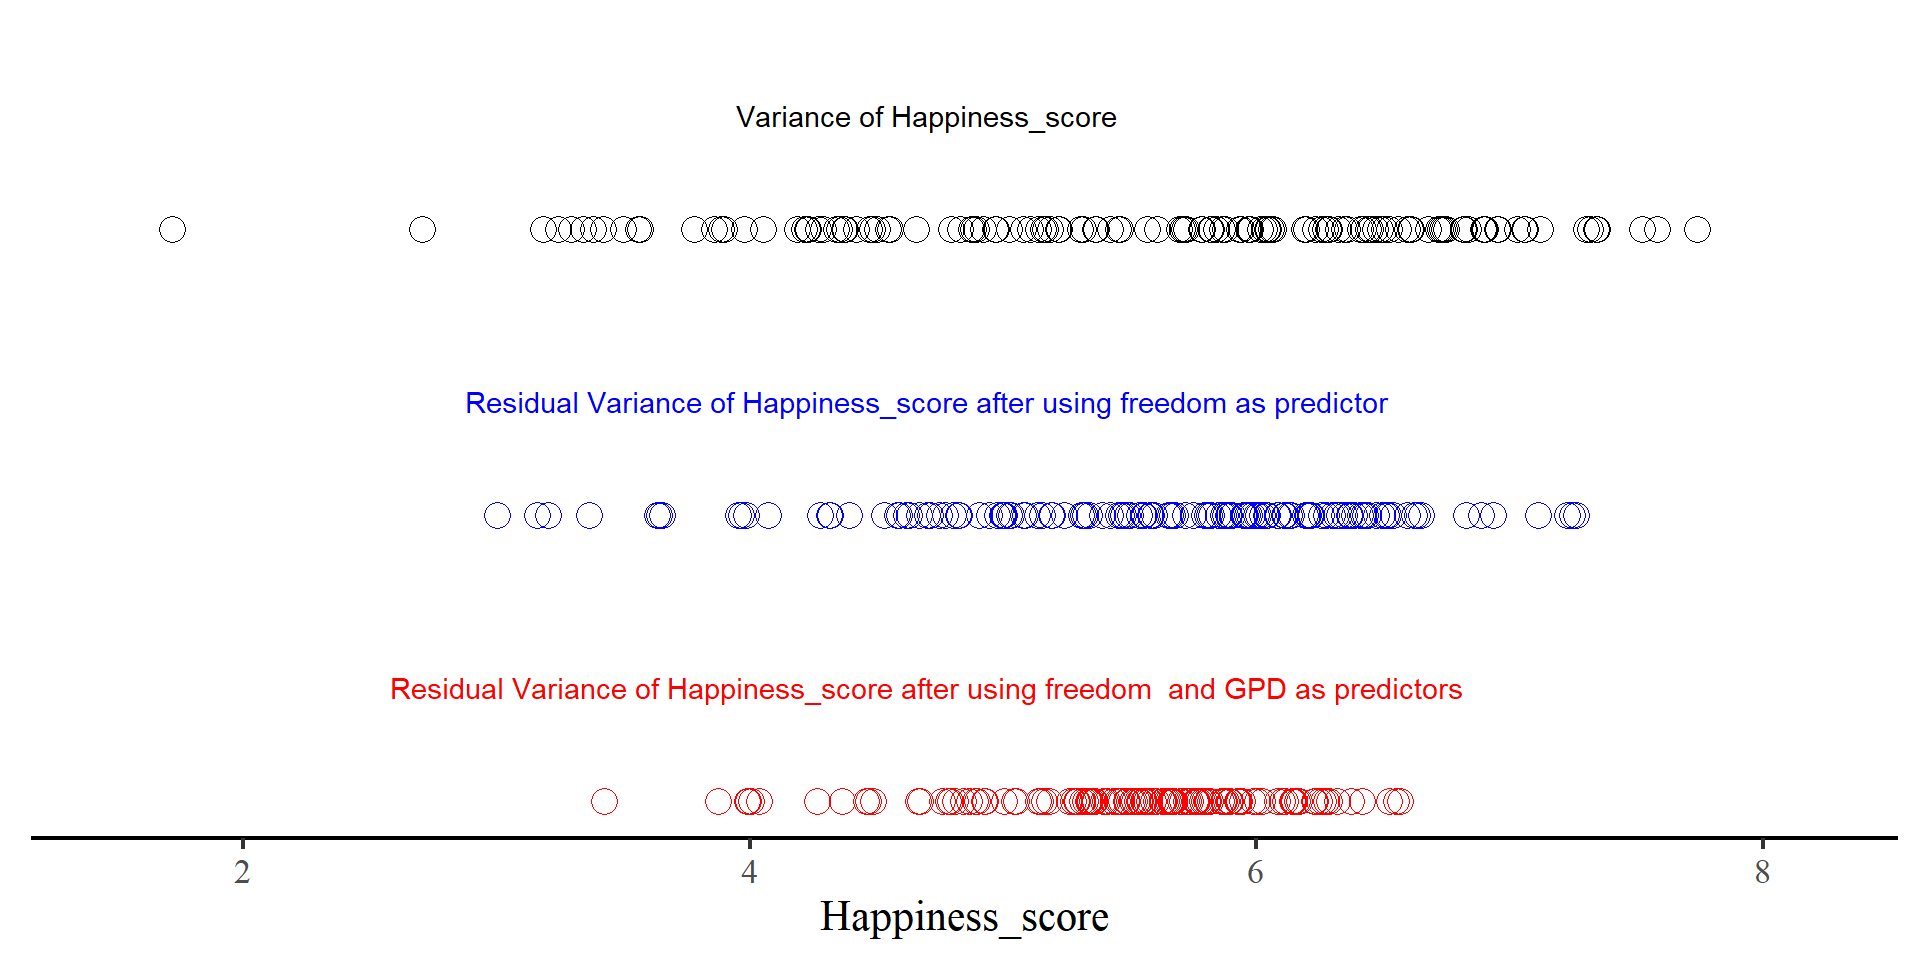 Variance of Happiness_score
Residual Variance of Happiness_score after using freedom as predictor
Residual Variance of Happiness_score after using freedom  and GPD as predictors
2 4 6 8
Happiness_score